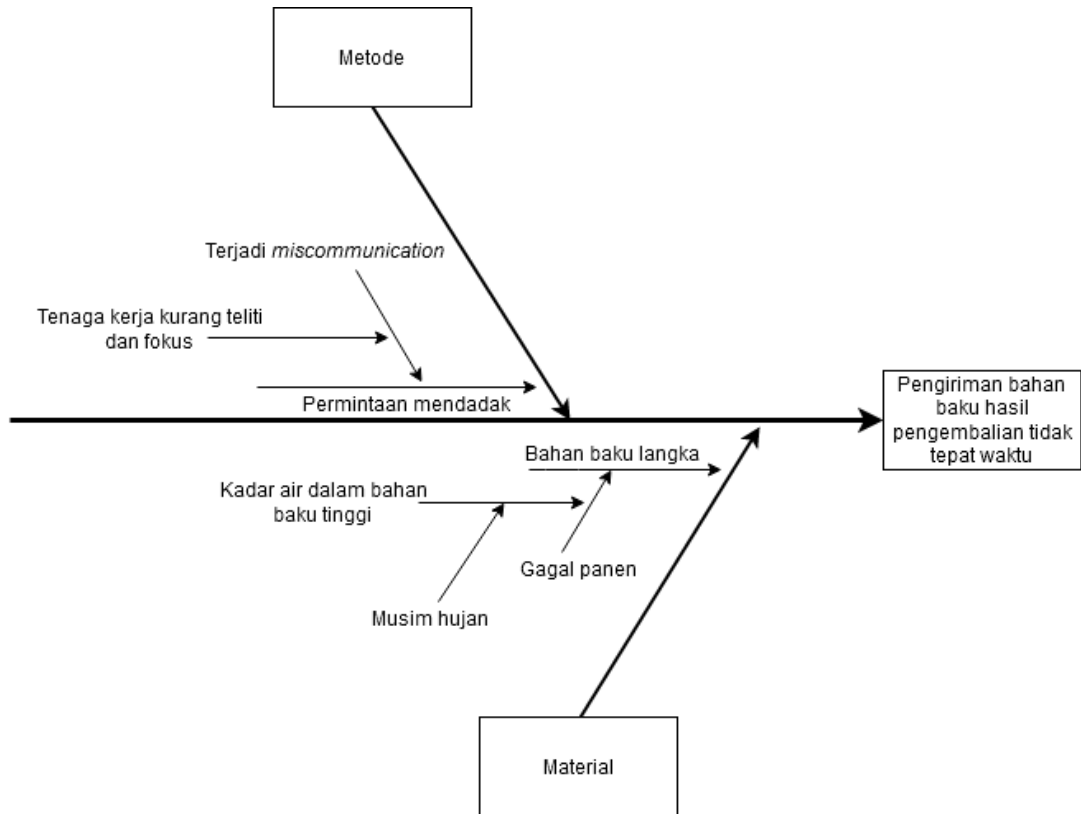 Metode
Terjadi miscommunication
Tenaga kerja kurang teliti
dan fokus
Permintaan mendadak
Pengiriman bahan
baku hasil
pengembalian tidak
tepat waktu
Bahan baku langka
Kadar air dalam bahan
baku tinggi
Gagal panen
Musim hujan
Material